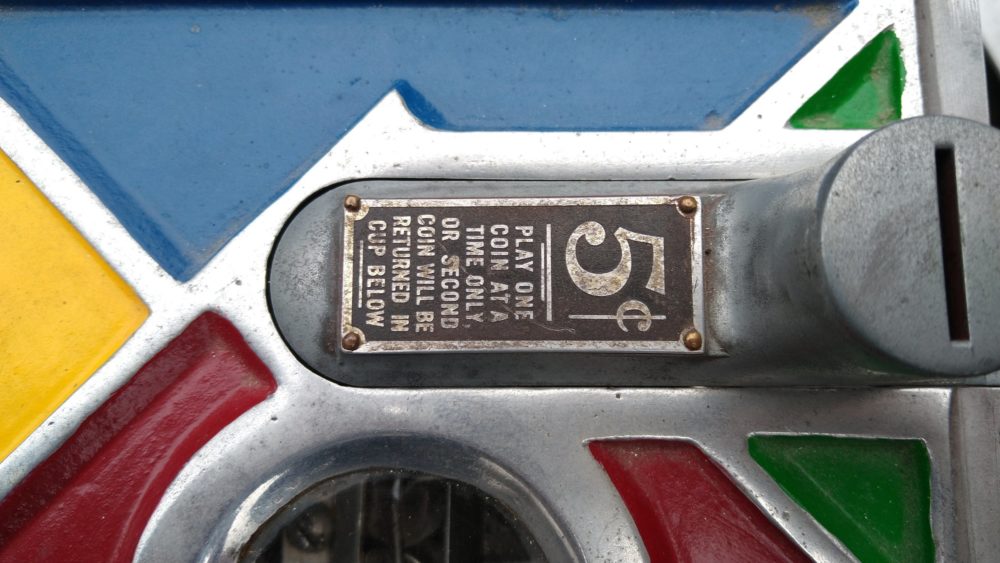 5¢
PLAY ONE
COIN AT A
TIME ONLY,
OR SECOND
COIN WILL BE
RETURNED IN
CUP BELOW